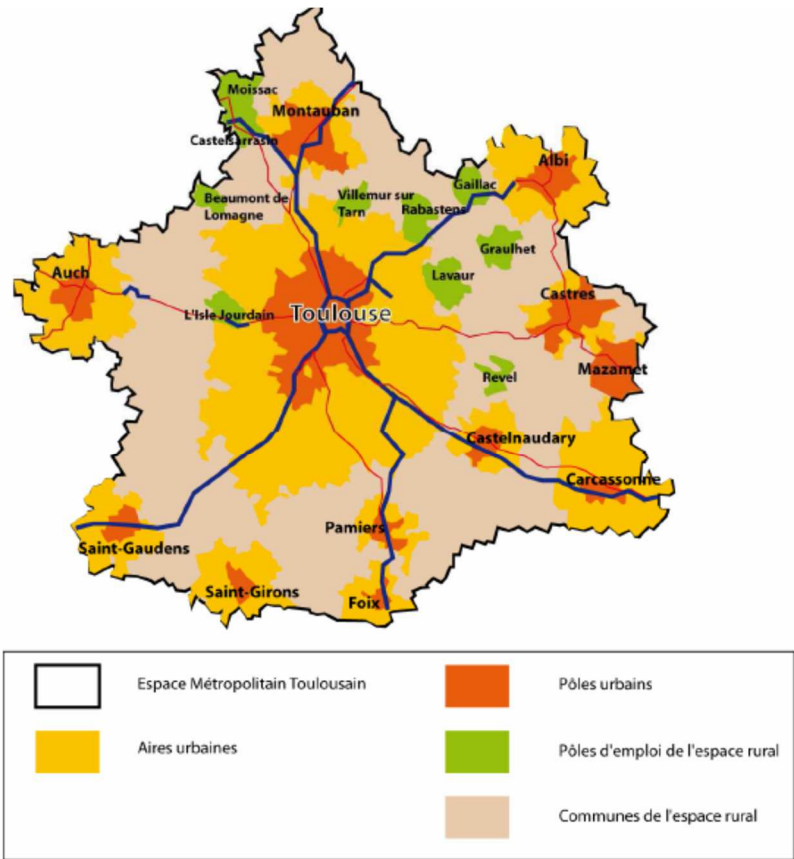 Moissac
Montauban
Castelsarrasin
Albi
Gaillac
Beaumont de
Lomagne
Villemur sur
Tarn
Rabastens
Graulhet
Auch
Lavaur
Castres
L'Isle Jourdain
Toulouse
Mazamet
Revel
Castelnaudary
Carcassonne
Pamiers
Saint-Gaudens
Saint-Girons
Foix
Espace Métropolitain Toulousain
Pôles urbains
Aires urbaines
Pôles d'emploi de l'espace rural
Communes de l'espace rural